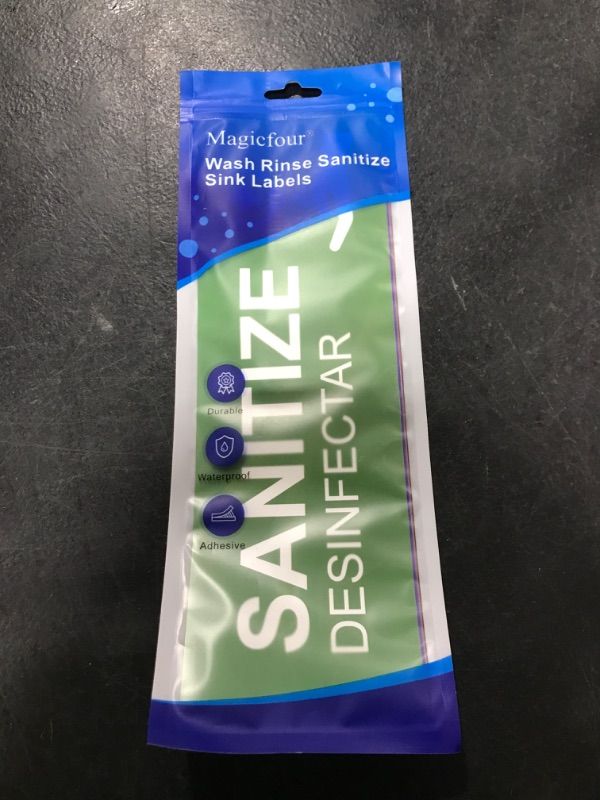 Magicfour®
Wash Rinse Sanitize
Sink Labels
SANITIZE
DESINFECTAR
Durable
Waterproof
Adhesive